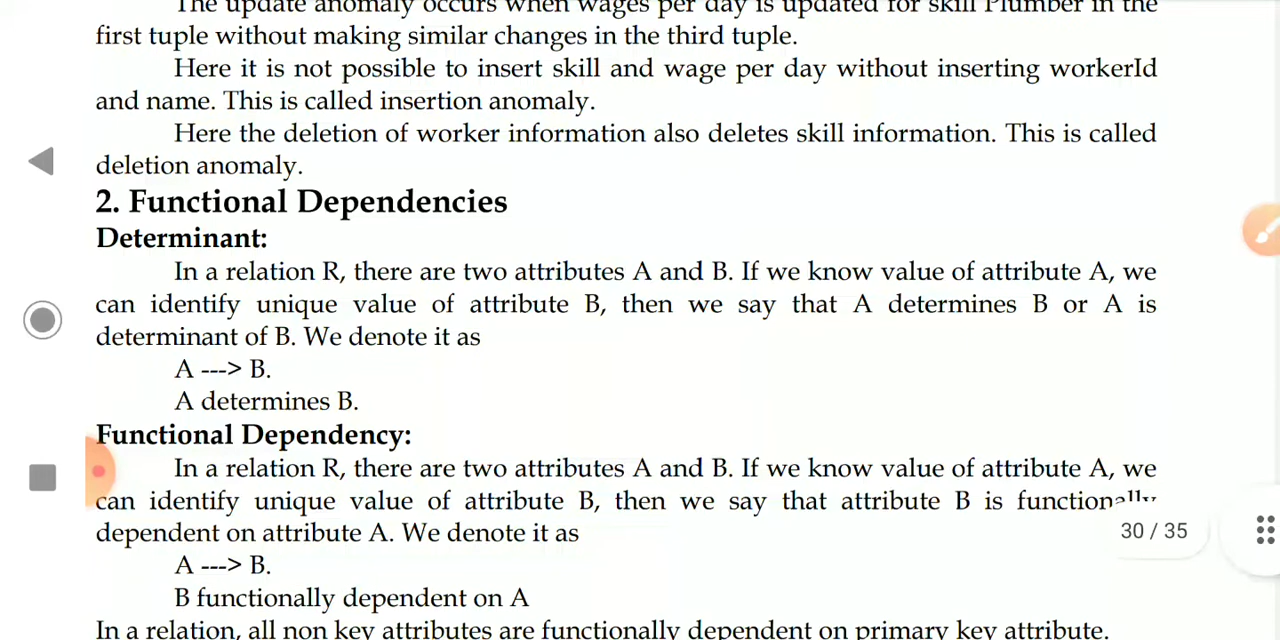 The update anomaly occurs when wages per day is updated for skill Plumber in the
first tuple without making similar changes in the third tuple.
Here it is not possible to insert skill and wage per day without inserting workerId
and name. This is called insertion anomaly.
Here the deletion of worker information also deletes skill information. This is called
deletion anomaly.
2. Functional Dependencies
Determinant:
In a relation R, there are two attributes A and B. If we know value of attribute A, we
can identify unique value of attribute B, then we say that A determines B or A is
determinant of B. We denote it as
A ---> B.
A determines B.
Functional Dependency:
In a relation R, there are two attributes A and B. If we know value of attribute A, we
can identify unique value of attribute B, then we say that attribute B is functionally
dependent on attribute A. We denote it as
30 / 35
A ---> B.
B functionally dependent on A
In a relation, all non key attributes are functionally dependent on primary key attribute.